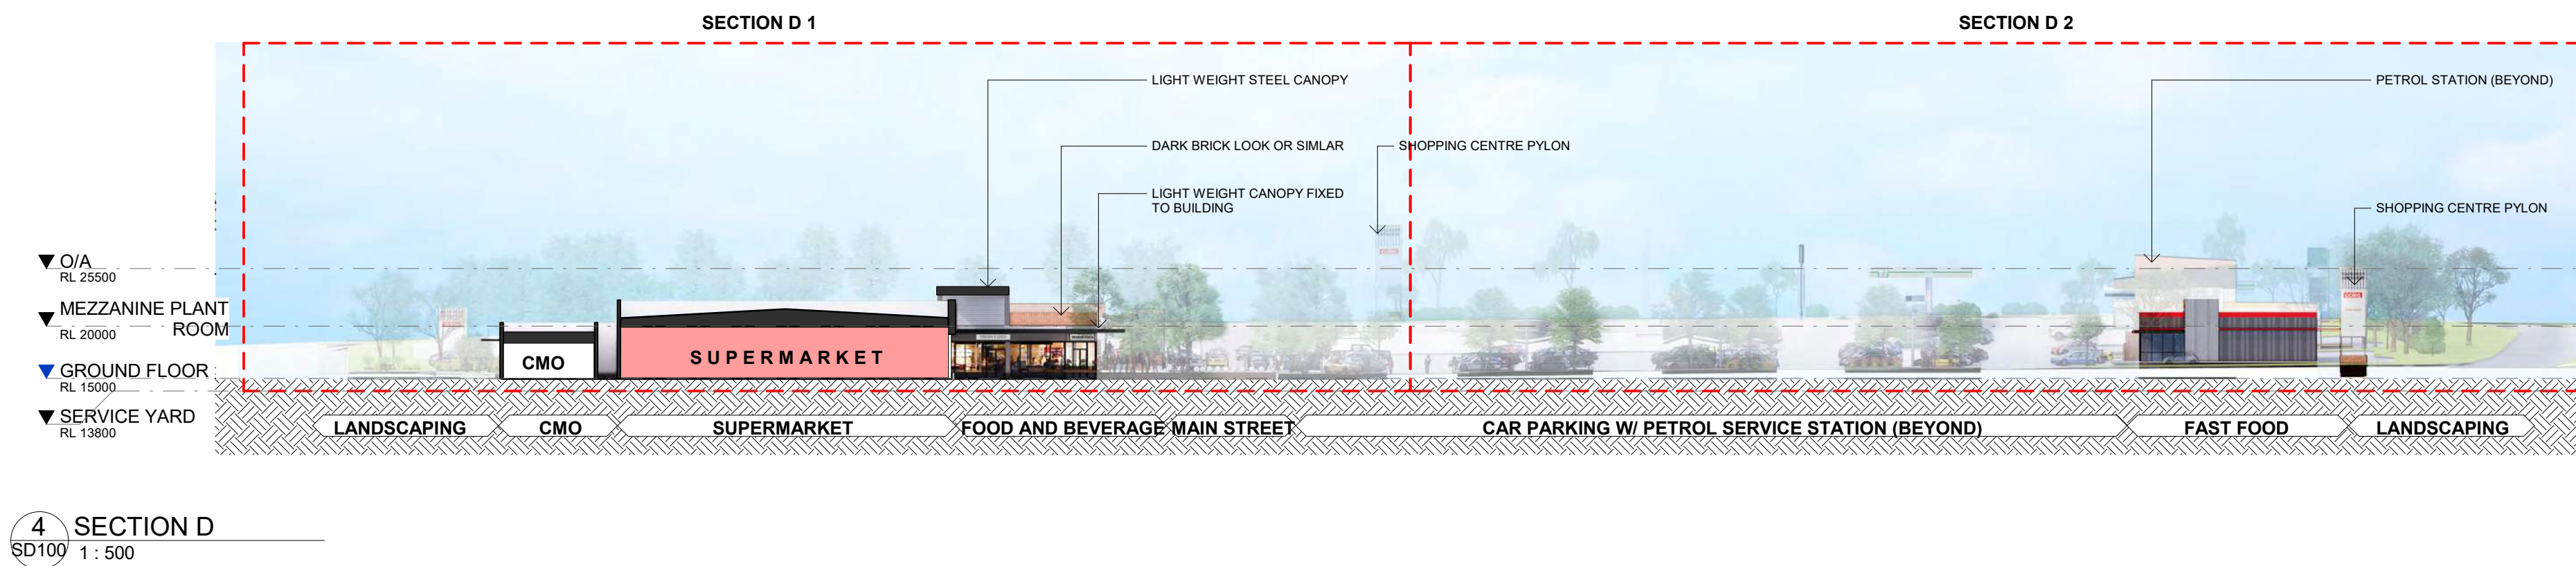 SECTION D 1
SECTION D 2
LIGHT WEIGHT STEEL CANOPY
PETROL STATION (BEYOND)
DARK BRICK LOOK OR SIMLAR
SHOPPING CENTRE PYLON
LIGHT WEIGHT CANOPY FIXED
TO BUILDING
SHOPPING CENTRE PYLON
O/A
RL 25500
MEZZANINE PLANT
ROOM
RL 20000
GROUND FLOOR
RL 15000
SERVICE YARD
RL 13800
CMO
SUPERMARKET
COLES
COLES
LANDSCAPING
CMO
SUPERMARKET
FOOD AND BEVERAGE
MAIN STREET
CAR PARKING W/ PETROL SERVICE STATION (BEYOND)
FAST FOOD
LANDSCAPING
4
SD100
SECTION D
1 : 500